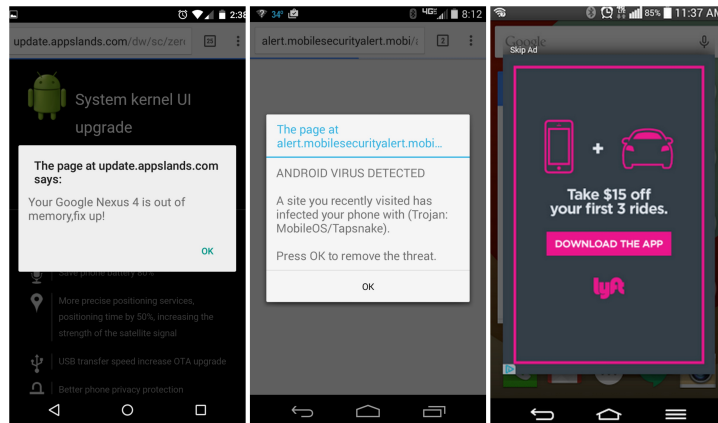 2:38
update.appslands.com/dw/sc/zero
25
System kernel UI
upgrade
The page at update.appslands.com
says:
Your Google Nexus 4 is out of
memory,fix up!
OK
Save phone battery 80%
More precise positioning services,
positioning time by 50%, increasing the
strength of the satellite signal
USB transfer speed increase OTA upgrade
Better phone privacy protection
34°
4G
8:12
alert.mobilesecurityalert.mobi/
2
The page at
alert.mobilesecurityalert.mobi...
ANDROID VIRUS DETECTED
A site you recently visited has
infected your phone with (Trojan:
MobileOS/Tapsnake).
Press OK to remove the threat.
OK
85%
11:37 AM
Google
Skip Ad
+
Take $15 off
your first 3 rides.
DOWNLOAD THE APP
lyft